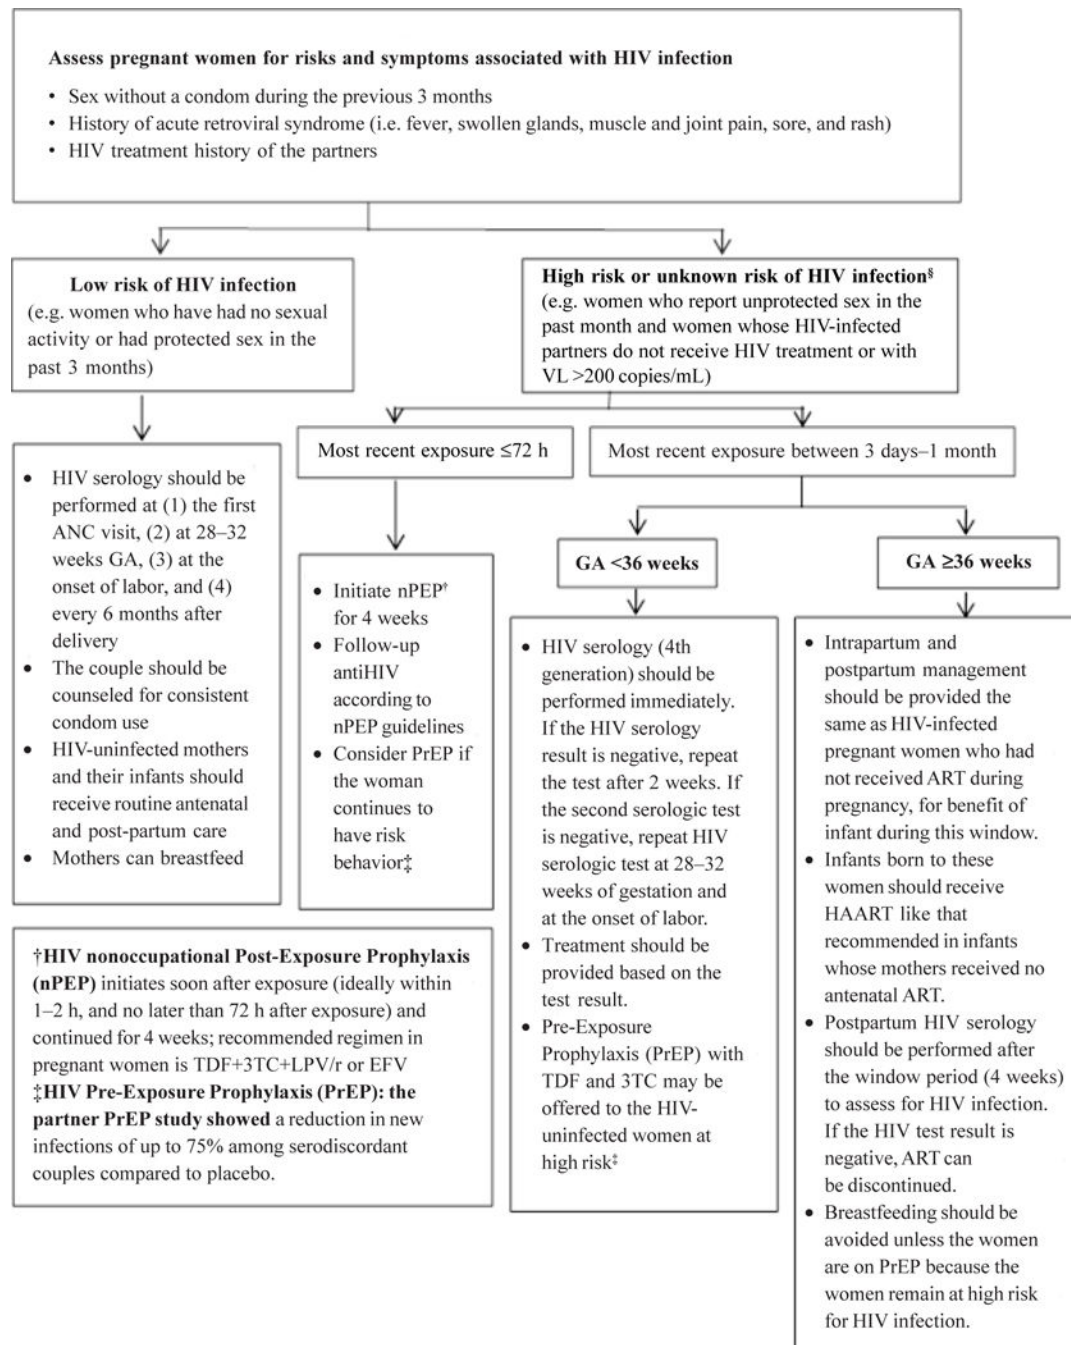 Assess pregnant women for risks and symptoms associated with HIV infection
• Sex without a condom during the previous 3 months
• History of acute retroviral syndrome (i.e. fever, swollen glands, muscle and joint pain, sore, and rash)
• HIV treatment history of the partners
Low risk of HIV infection
(e.g. women who have had no sexual
activity or had protected sex in the
past 3 months)
High risk or unknown risk of HIV infection§
(e.g. women who report unprotected sex in the
past month and women whose HIV-infected
partners do not receive HIV treatment or with
VL >200 copies/mL)
Most recent exposure ≤72 h
Most recent exposure between 3 days–1 month
GA <36 weeks
GA ≥36 weeks
• HIV serology should be
performed at (1) the first
ANC visit, (2) at 28–32
weeks GA, (3) at the
onset of labor, and (4)
every 6 months after
delivery
• The couple should be
counseled for consistent
condom use
• HIV-uninfected mothers
and their infants should
receive routine antenatal
and post-partum care
• Mothers can breastfeed
• Initiate nPEP†
for 4 weeks
• Follow-up
antiHIV
according to
nPEP guidelines
• Consider PrEP if
the woman
continues to
have risk
behavior‡
• HIV serology (4th
generation) should be
performed immediately.
If the HIV serology
result is negative, repeat
the test after 2 weeks. If
the second serologic test
is negative, repeat HIV
serologic test at 28–32
weeks of gestation and
at the onset of labor.
• Treatment should be
provided based on the
test result.
• Pre-Exposure
Prophylaxis (PrEP) with
TDF and 3TC may be
offered to the HIV-
uninfected women at
high risk‡
• Intrapartum and
postpartum management
should be provided the
same as HIV-infected
pregnant women who had
not received ART during
pregnancy, for benefit of
infant during this window.
• Infants born to these
women should receive
HAART like that
recommended in infants
whose mothers received no
antenatal ART.
• Postpartum HIV serology
should be performed after
the window period (4 weeks)
to assess for HIV infection.
If the HIV test result is
negative, ART can
be discontinued.
• Breastfeeding should be
avoided unless the women
are on PrEP because the
women remain at high risk
for HIV infection.
†HIV nonoccupational Post-Exposure Prophylaxis
(nPEP) initiates soon after exposure (ideally within
1–2 h, and no later than 72 h after exposure) and
continued for 4 weeks; recommended regimen in
pregnant women is TDF+3TC+LPV/r or EFV
‡HIV Pre-Exposure Prophylaxis (PrEP): the
partner PrEP study showed a reduction in new
infections of up to 75% among serodiscordant
couples compared to placebo.